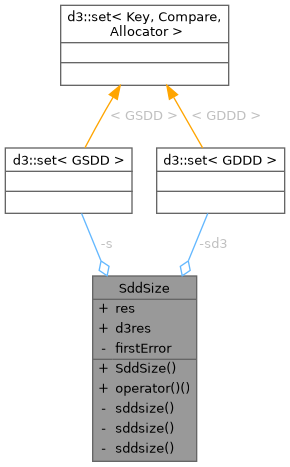 d3::set< Key, Compare,
Allocator >
< GSDD >
< GDDD >
d3::set< GSDD >
d3::set< GDDD >
-s
-sd3
SddSize
+ res
+ d3res
- firstError
+ SddSize()
+ operator()()
- sddsize()
- sddsize()
- sddsize()